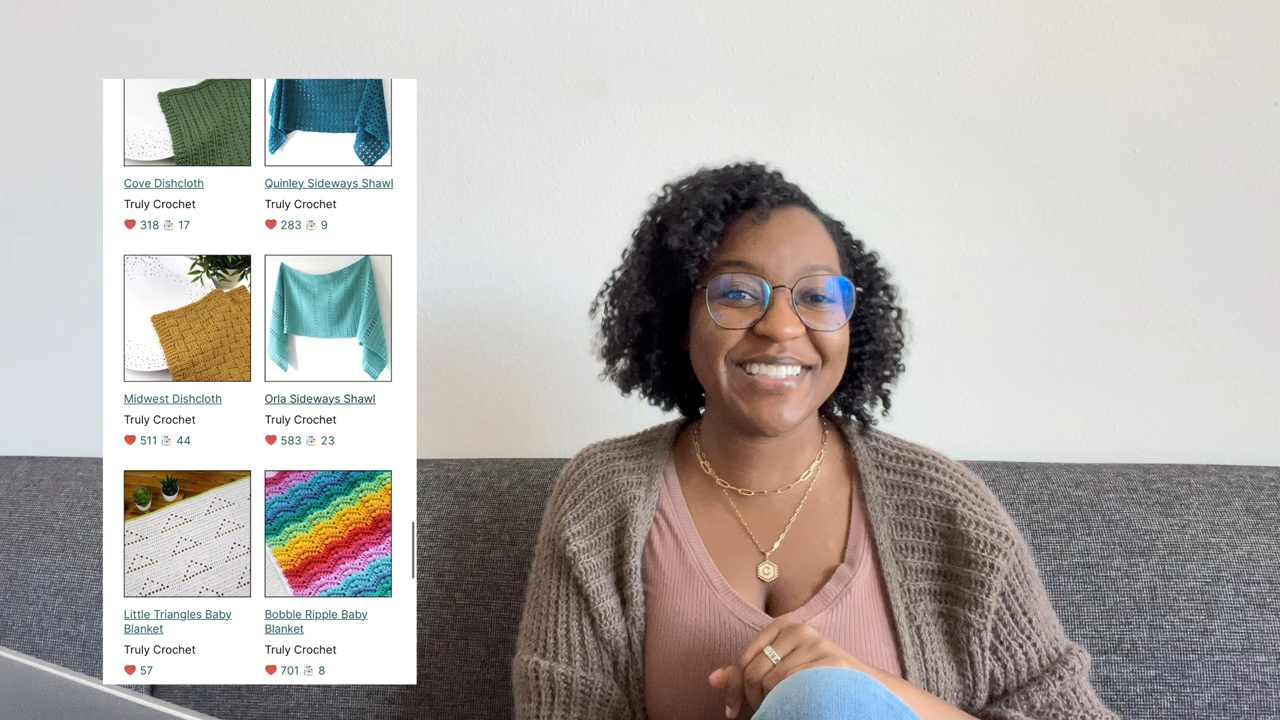 Cove Dishcloth
Truly Crochet
318 17
Quinley Sideways Shawl
Truly Crochet
283 9
Midwest Dishcloth
Truly Crochet
511 44
Orla Sideways Shawl
Truly Crochet
583 23
Little Triangles Baby
Blanket
Truly Crochet
57
Bobble Ripple Baby
Blanket
Truly Crochet
701 8